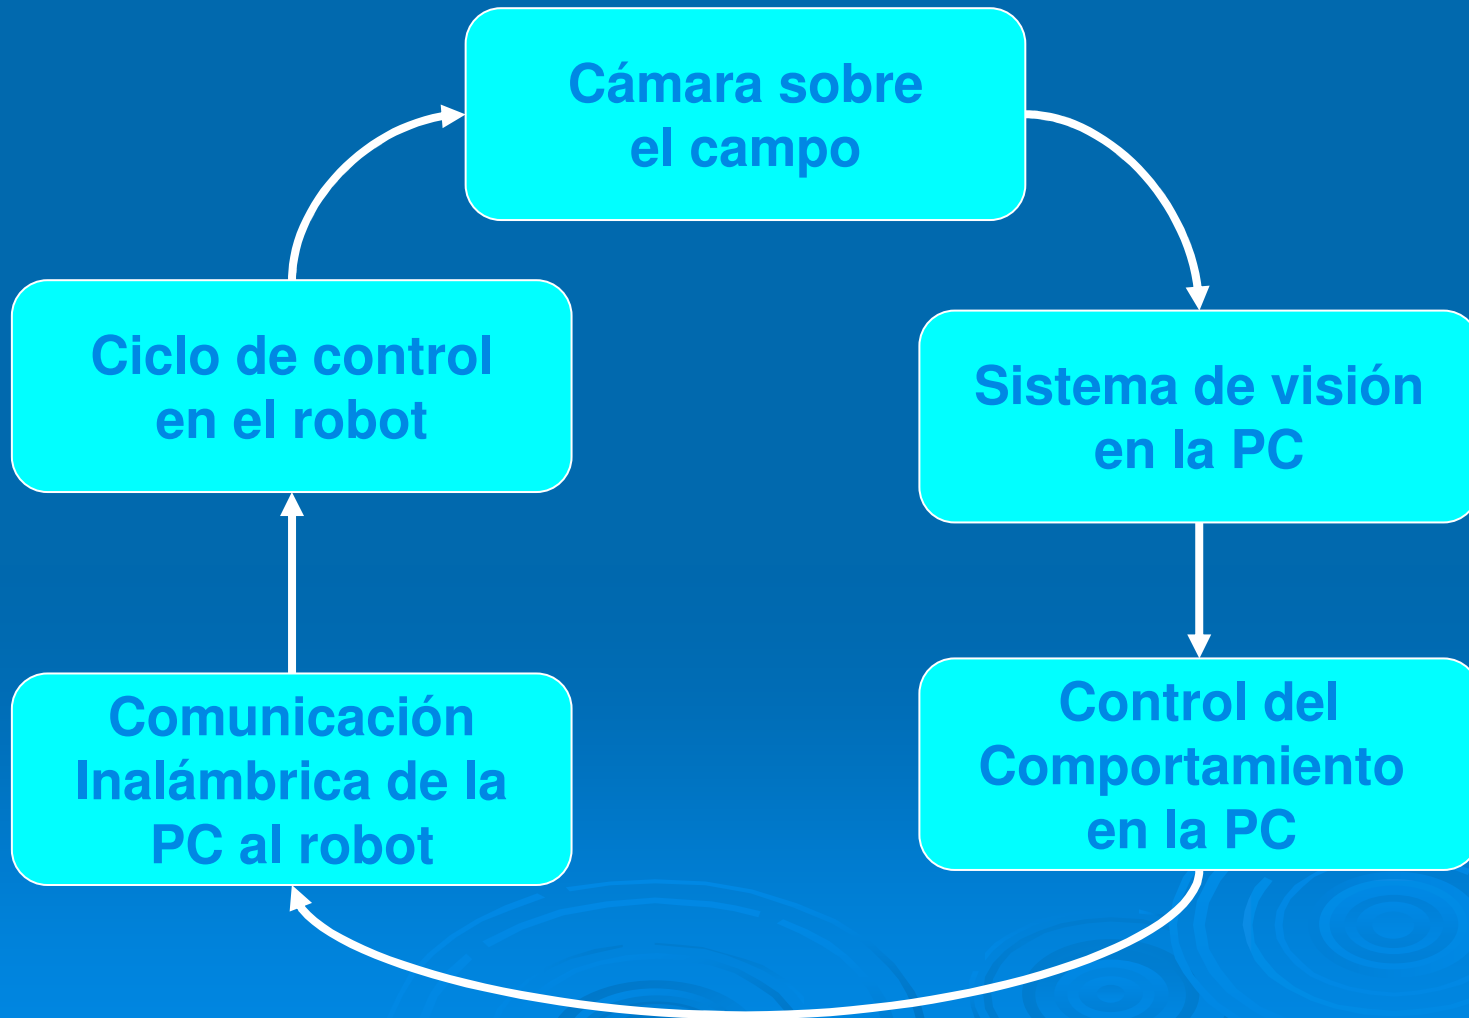 Cámara sobre
el campo
Ciclo de control
en el robot
Sistema de visión
en la PC
Comunicación
Inalámbrica de la
PC al robot
Control del
Comportamiento
en la PC